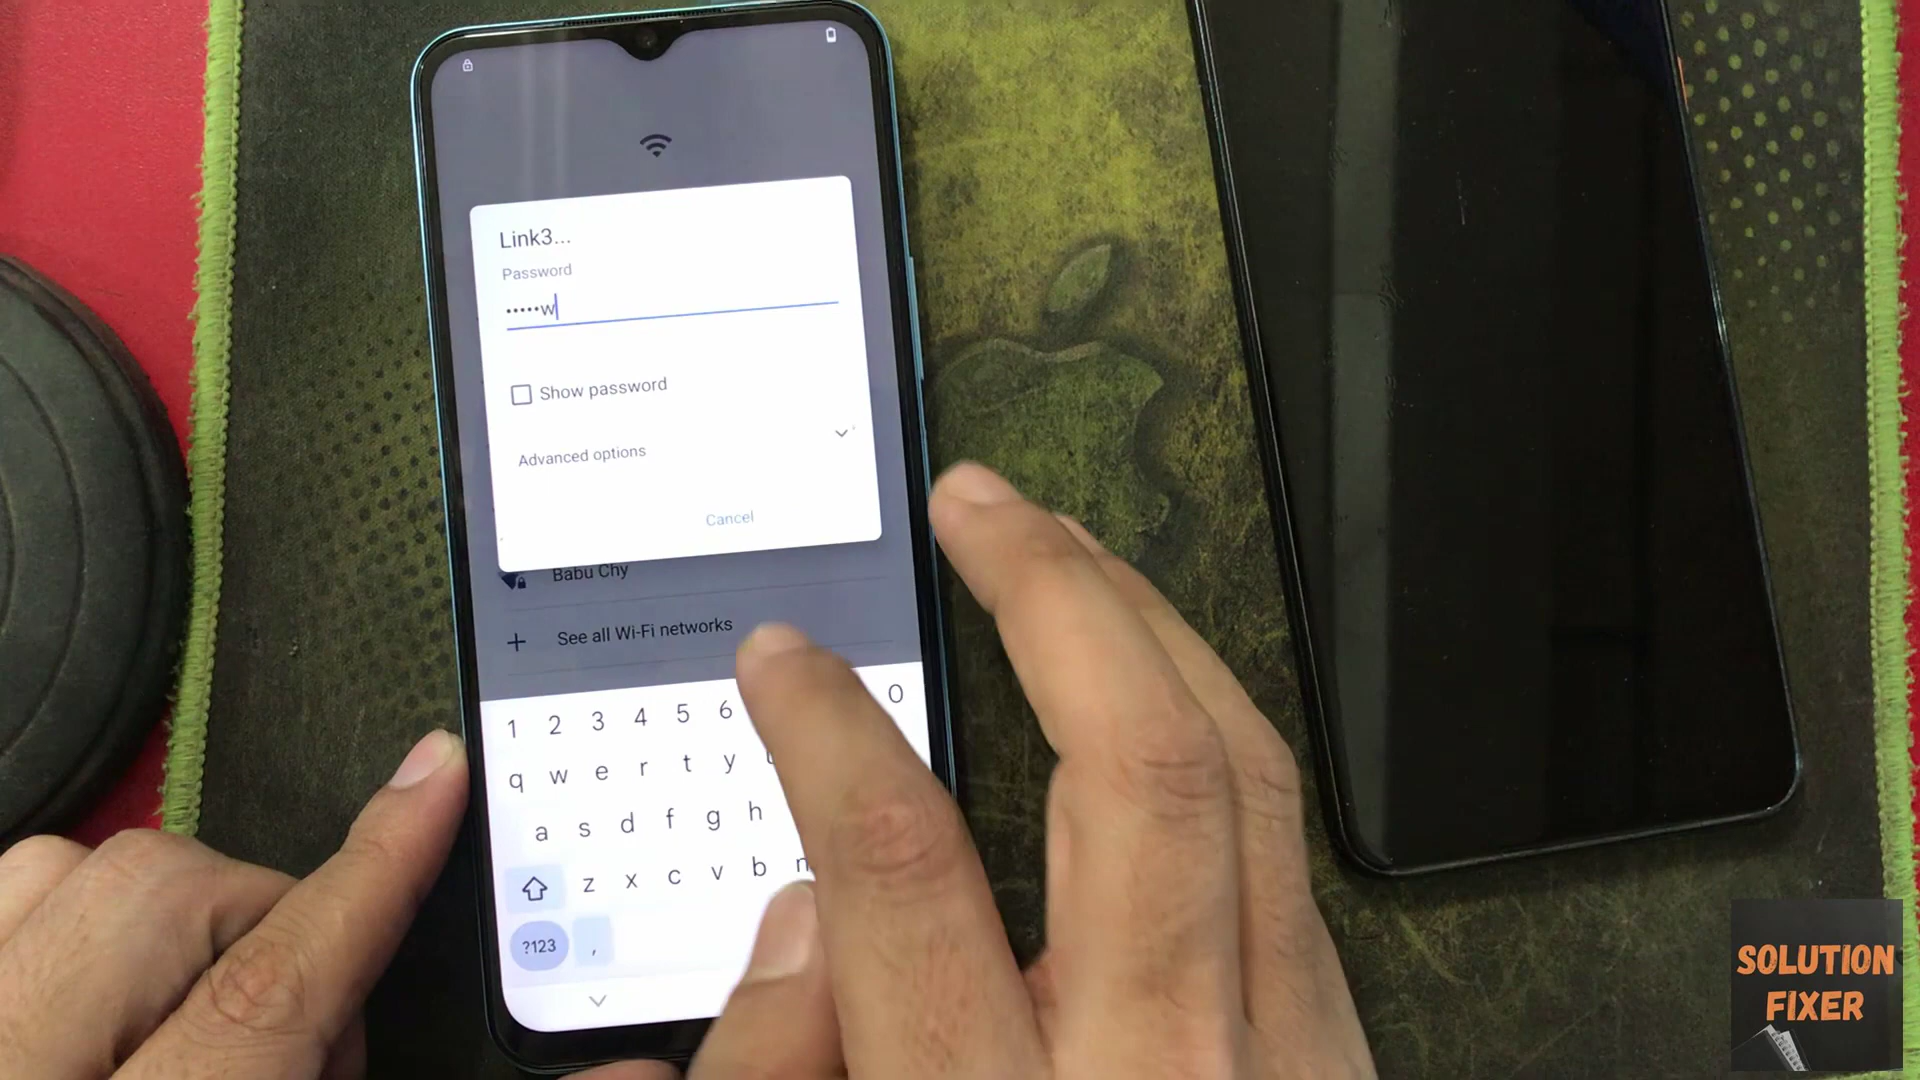 Link3...
Password
•••••w
Show password
Advanced options
Cancel
Babu Chy
See all Wi-Fi networks
1 2 3 4 5 6 0
q w e r t y
a s d f g h
z x c v b n
?123 ,
SOLUTION
FIXER